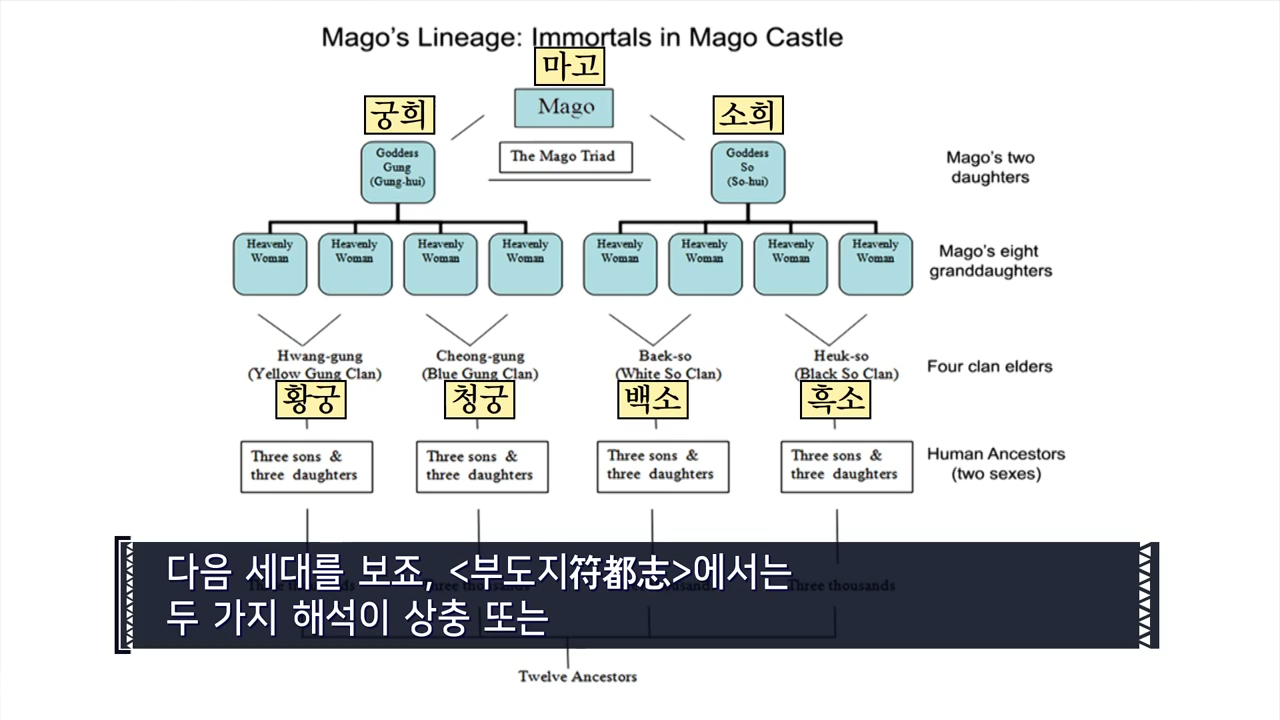 Mago's Lineage: Immortals in Mago Castle
마고
Mago
궁희
소희
Goddess
Gung
(Gung-hui)
The Mago Triad
Goddess
So
(So-hui)
Mago's two
daughters
Heavenly
Woman
Heavenly
Woman
Heavenly
Woman
Heavenly
Woman
Heavenly
Woman
Heavenly
Woman
Heavenly
Woman
Heavenly
Woman
Mago's eight
granddaughters
Hwang-gung
(Yellow Gung Clan)
황궁
Cheong-gung
(Blue Gung Clan)
청궁
Baek-so
(White So Clan)
백소
Heuk-so
(Black So Clan)
흑소
Four clan elders
Three sons &
three daughters
Three sons &
three daughters
Three sons &
three daughters
Three sons &
three daughters
Human Ancestors
(two sexes)
Three thousands
다음 세대를 보죠, <부도지符都志>에서는
두 가지 해석이 상충 또는
Twelve Ancestors